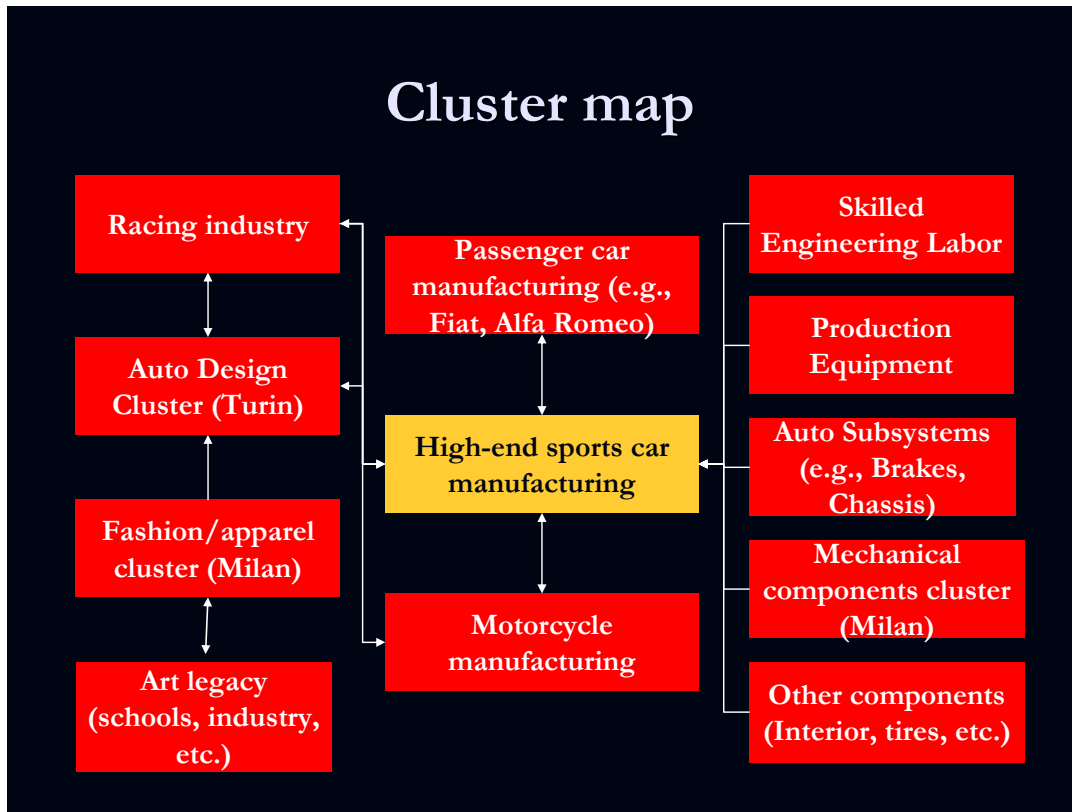 Cluster map
Racing industry
Auto Design
Cluster (Turin)
Fashion/apparel
cluster (Milan)
Art legacy
(schools, industry,
etc.)
Passenger car
manufacturing (e.g.,
Fiat, Alfa Romeo)
High-end sports car
manufacturing
Motorcycle
manufacturing
Skilled
Engineering Labor
Production
Equipment
Auto Subsystems
(e.g., Brakes,
Chassis)
Mechanical
components cluster
(Milan)
Other components
(Interior, tires, etc.)